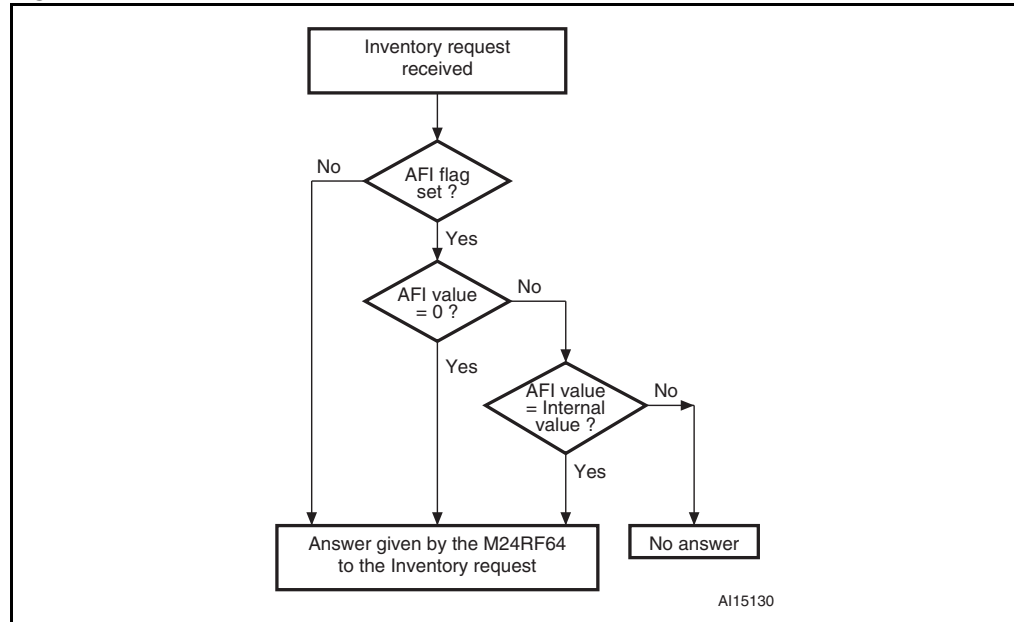 Inventory request
received
No
AFI flag
set ?
Yes
AFI value
= 0 ?
No
Yes
AFI value
= Internal
value ?
No
Yes
Answer given by the M24RF64
to the Inventory request
No answer
AI15130